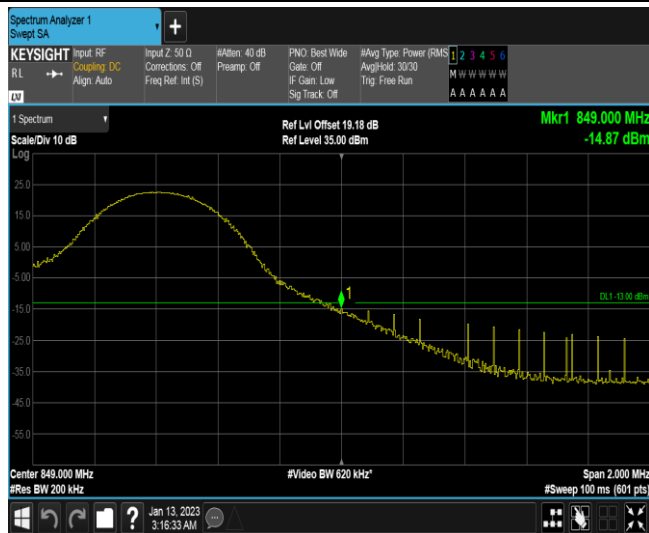 Spectrum Analyzer 1
Swept SA
+
KEYSIGHT
RL
LXI
Input: RF
Coupling: DC
Align: Auto
Input Z: 50 Ω
Corrections: Off
Freq Ref: Int (S)
#Atten: 40 dB
Preamp: Off
PNO: Best Wide
Gate: Off
IF Gain: Low
Sig Track: Off
#Avg Type: Power (RMS
Avg|Hold: 30/30
Trig: Free Run
1 2 3 4 5 6
M W W W W W
A A A A A A
1 Spectrum
Scale/Div 10 dB
Log
Ref Lvl Offset 19.18 dB
Ref Level 35.00 dBm
Mkr1 849.000 MHz
-14.87 dBm
25.0
15.0
5.00
-5.00
-15.0
-25.0
-35.0
-45.0
-55.0
1
DL1 -13.00 dBm
Center 849.000 MHz
#Res BW 200 kHz
#Video BW 620 kHz*
Span 2.000 MHz
#Sweep 100 ms (601 pts)
?
Jan 13, 2023
3:16:33 AM